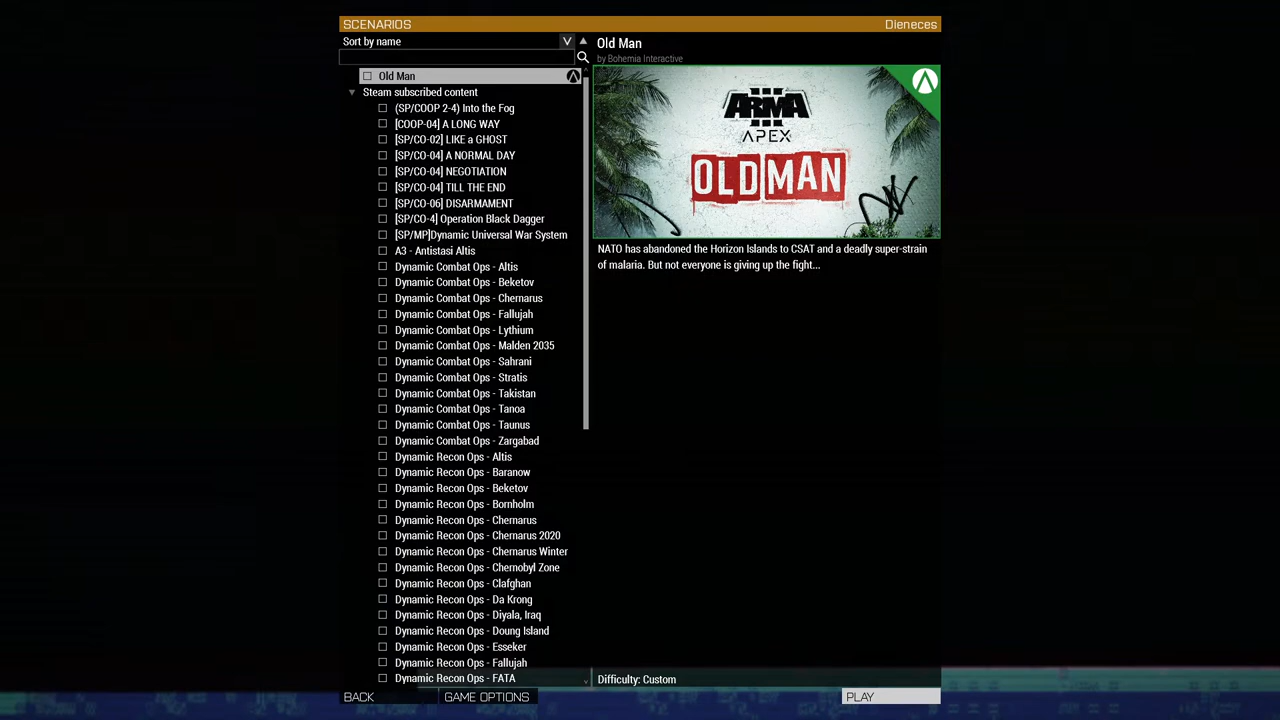 SCENARIOS
Dieneces
Sort by name
Old Man
Steam subscribed content
(SP/COOP 2-4) Into the Fog
[COOP-04] A LONG WAY
[SP/CO-02] LIKE a GHOST
[SP/CO-04] A NORMAL DAY
[SP/CO-04] NEGOTIATION
[SP/CO-04] TILL THE END
[SP/CO-06] DISARMAMENT
[SP/CO-4] Operation Black Dagger
[SP/MP]Dynamic Universal War System
A3 - Antistasi Altis
Dynamic Combat Ops - Altis
Dynamic Combat Ops - Beketov
Dynamic Combat Ops - Chernarus
Dynamic Combat Ops - Fallujah
Dynamic Combat Ops - Lythium
Dynamic Combat Ops - Malden 2035
Dynamic Combat Ops - Sahrani
Dynamic Combat Ops - Stratis
Dynamic Combat Ops - Takistan
Dynamic Combat Ops - Tanoa
Dynamic Combat Ops - Taunus
Dynamic Combat Ops - Zargabad
Dynamic Recon Ops - Altis
Dynamic Recon Ops - Baranow
Dynamic Recon Ops - Beketov
Dynamic Recon Ops - Bornholm
Dynamic Recon Ops - Chernarus
Dynamic Recon Ops - Chernarus 2020
Dynamic Recon Ops - Chernarus Winter
Dynamic Recon Ops - Chernobyl Zone
Dynamic Recon Ops - Clafghan
Dynamic Recon Ops - Da Krong
Dynamic Recon Ops - Diyala, Iraq
Dynamic Recon Ops - Doung Island
Dynamic Recon Ops - Esseker
Dynamic Recon Ops - Fallujah
Dynamic Recon Ops - FATA
Old Man
by Bohemia Interactive
ARMA
III
APEX
OLD MAN
NATO has abandoned the Horizon Islands to CSAT and a deadly super-strain
of malaria. But not everyone is giving up the fight...
Difficulty: Custom
BACK
GAME OPTIONS
PLAY